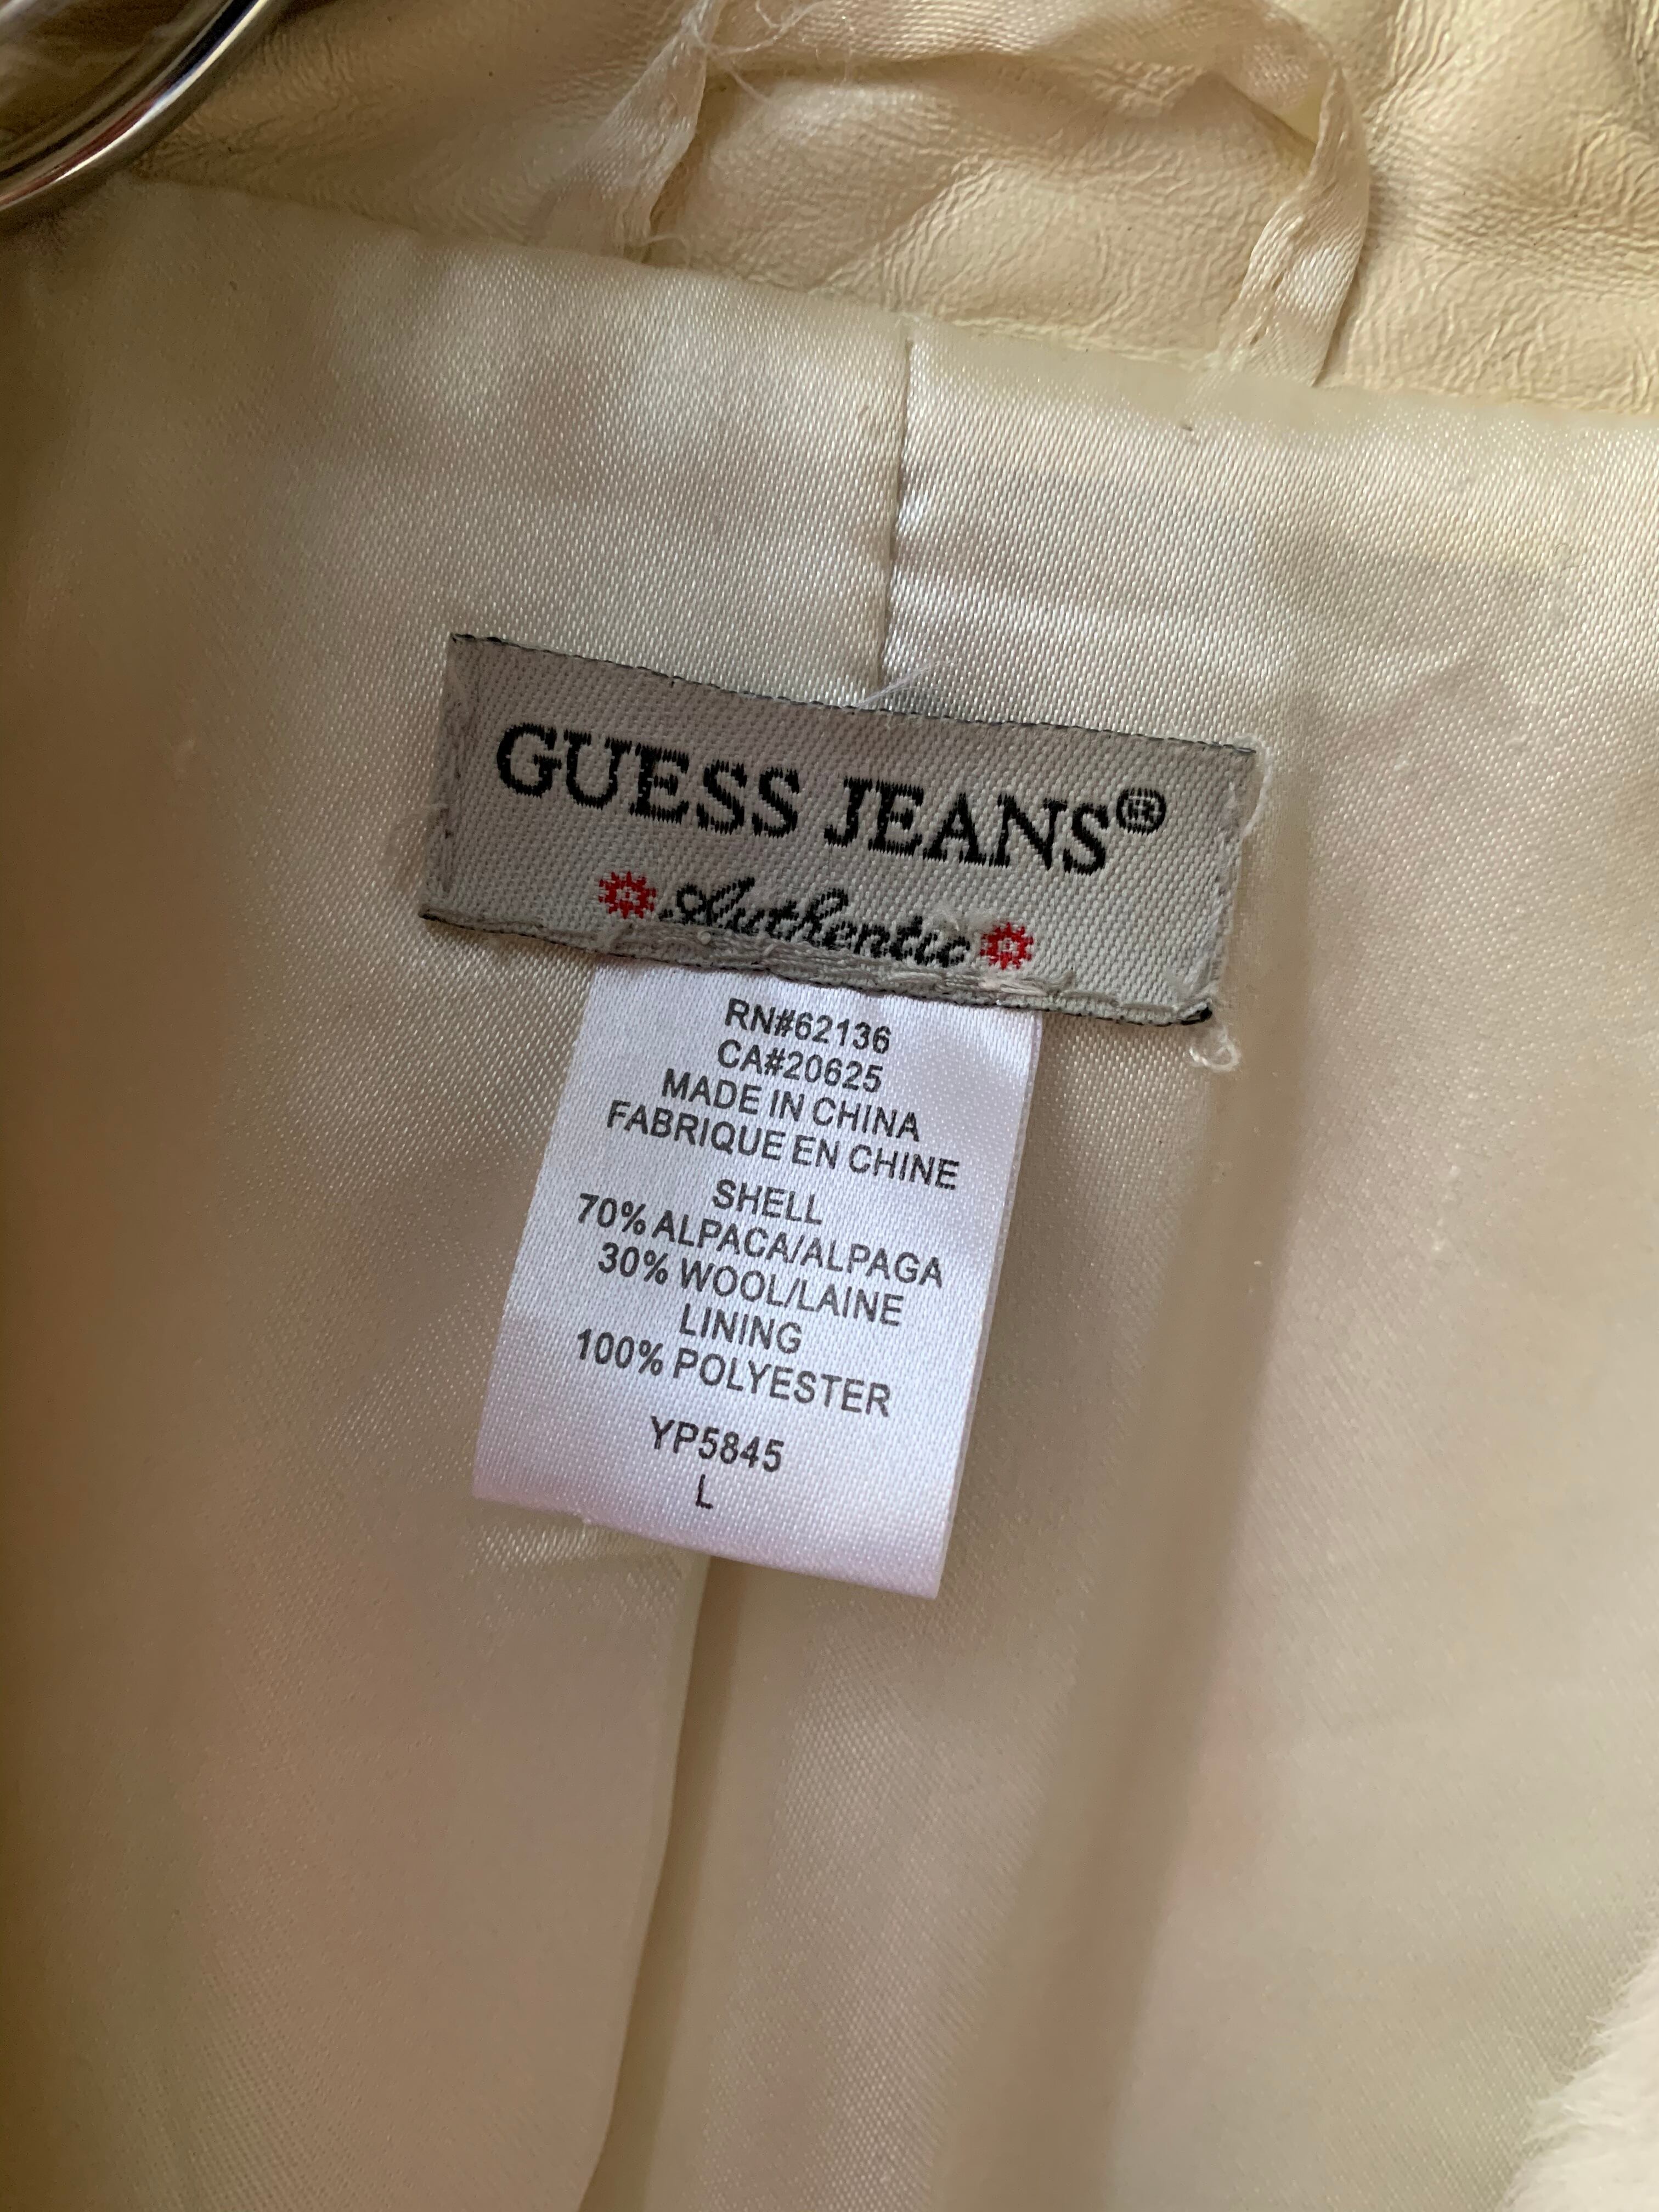 GUESS JEANS®
Authentic
RN#62136
CA#20625
MADE IN CHINA
FABRIQUE EN CHINE
SHELL
70% ALPACA/ALPAGA
30% WOOL/LAINE
LINING
100% POLYESTER
YP5845
L